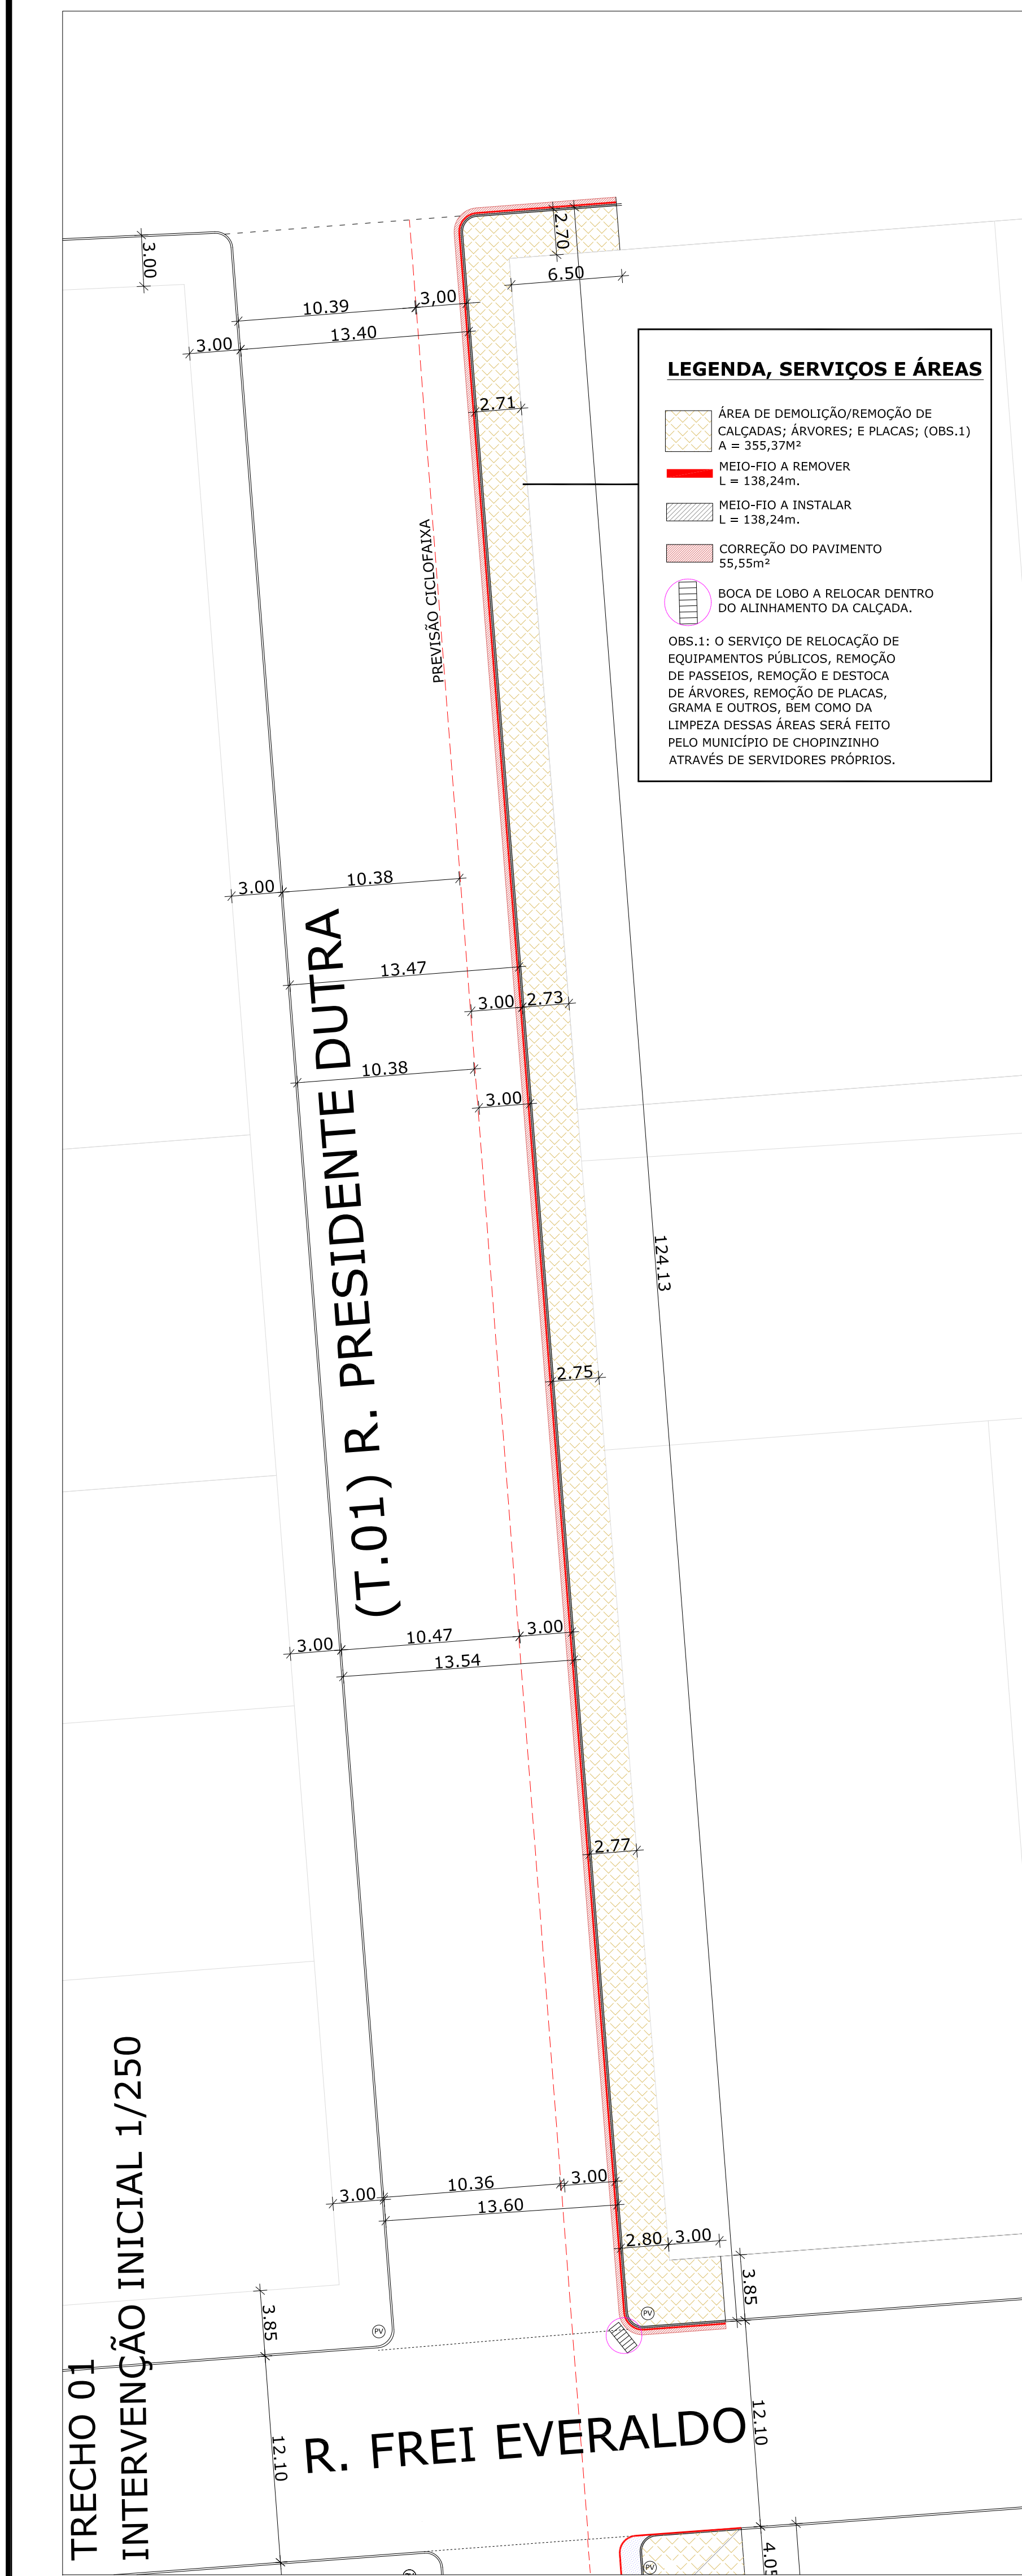 3.00
2.70
6.50
10.39
3,00
13.40
3.00
2.71
LEGENDA, SERVIÇOS E ÁREAS
ÁREA DE DEMOLIÇÃO/REMOÇÃO DE
CALÇADAS; ÁRVORES; E PLACAS; (OBS.1)
A = 355,37M²
MEIO-FIO A REMOVER
L = 138,24m.
MEIO-FIO A INSTALAR
L = 138,24m.
CORREÇÃO DO PAVIMENTO
55,55m²
BOCA DE LOBO A RELOCAR DENTRO
DO ALINHAMENTO DA CALÇADA.
OBS.1: O SERVIÇO DE RELOCAÇÃO DE
EQUIPAMENTOS PÚBLICOS, REMOÇÃO
DE PASSEIOS, REMOÇÃO E DESTOCA
DE ÁRVORES, REMOÇÃO DE PLACAS,
GRAMA E OUTROS, BEM COMO DA
LIMPEZA DESSAS ÁREAS SERÁ FEITO
PELO MUNICÍPIO DE CHOPINZINHO
ATRAVÉS DE SERVIDORES PRÓPRIOS.
PREVISÃO CICLOFAIXA
3.00
10.38
13.47
3.00
2.73
10.38
3.00
(T.01) R. PRESIDENTE DUTRA
124.13
2.75
3.00
10.47
3.00
13.54
2.77
3.00
10.36
3.00
13.60
2.80
3.00
3.85
3.85
PV
PV
TRECHO 01
INTERVENÇÃO INICIAL 1/250
R. FREI EVERALDO
12.10
12.10
4.05
PV